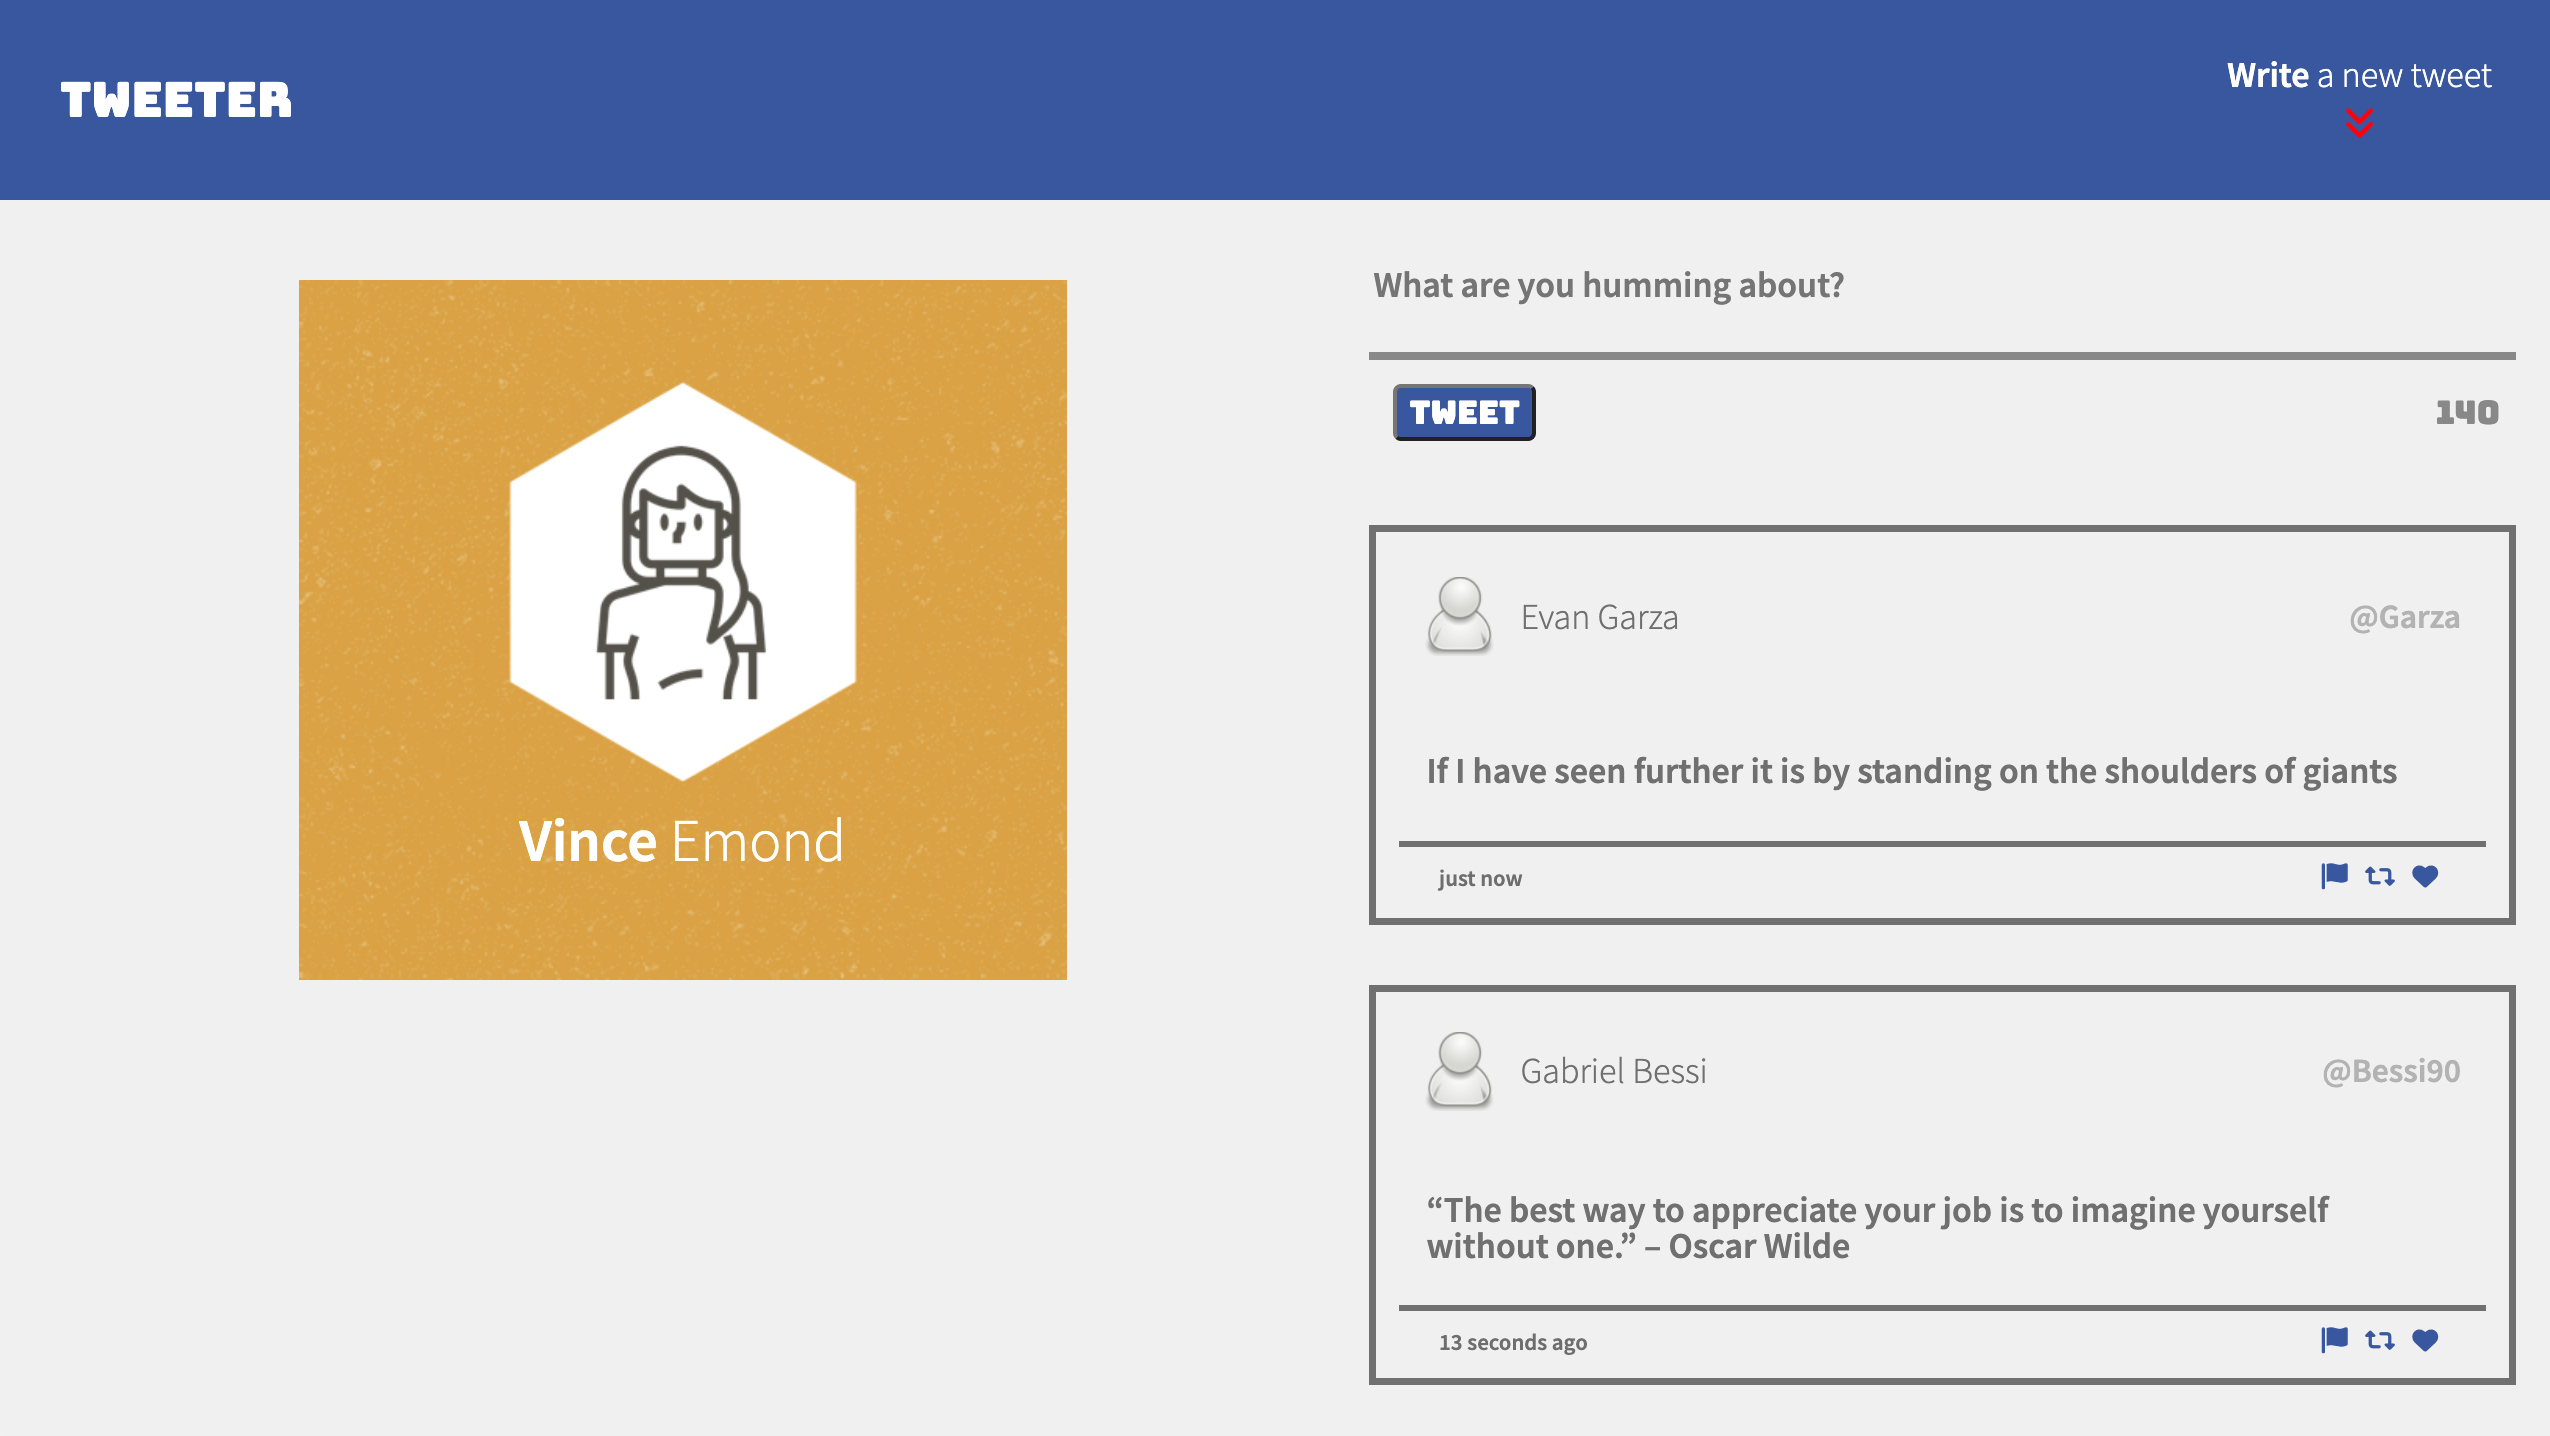 TWEETER
Write a new tweet
Vince Emond
What are you humming about?
TWEET
140
Evan Garza
@Garza
If I have seen further it is by standing on the shoulders of giants
just now
Gabriel Bessi
@Bessi90
“The best way to appreciate your job is to imagine yourself
without one.” – Oscar Wilde
13 seconds ago